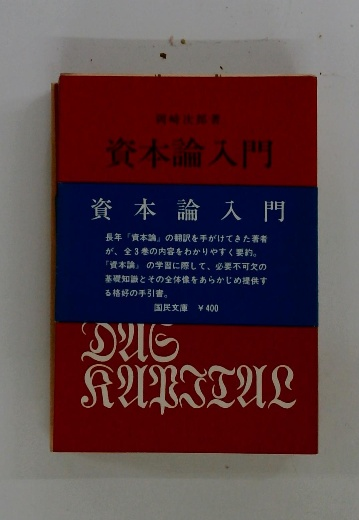 岡崎次郎著
資本論入門
資本論入門
長年「資本論」の翻訳を手がけてきた著者
が、全3巻の内容をわかりやすく要約。
「資本論」の学習に際して、必要不可欠の
基礎知識とその全体像をあらかじめ提供す
る格好の手引書。
国民文庫 ￥400
DAS
KAPITAL